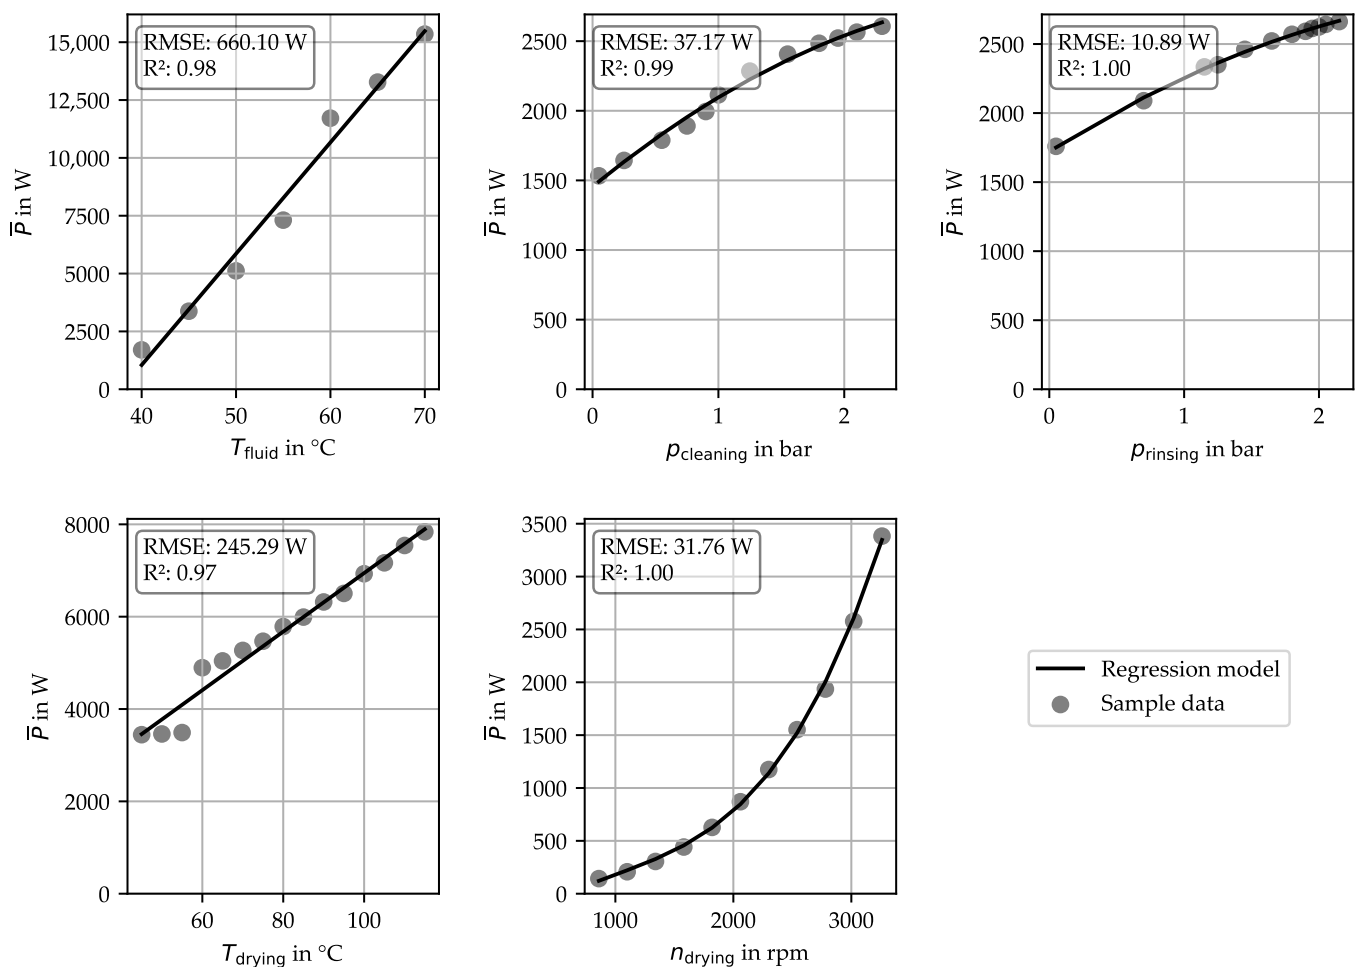 15,000
12,500
10,000
7500
5000
2500
0
P̅ in W
RMSE: 660.10 W
R²: 0.98
40 50 60 70
T_fluid in °C
2500
2000
1500
1000
500
0
P̅ in W
RMSE: 37.17 W
R²: 0.99
0 1 2
p_cleaning in bar
2500
2000
1500
1000
500
0
P̅ in W
RMSE: 10.89 W
R²: 1.00
0 1 2
p_rinsing in bar
8000
6000
4000
2000
0
P̅ in W
RMSE: 245.29 W
R²: 0.97
60 80 100
T_drying in °C
3500
3000
2500
2000
1500
1000
500
0
P̅ in W
RMSE: 31.76 W
R²: 1.00
1000 2000 3000
n_drying in rpm
Regression model
Sample data